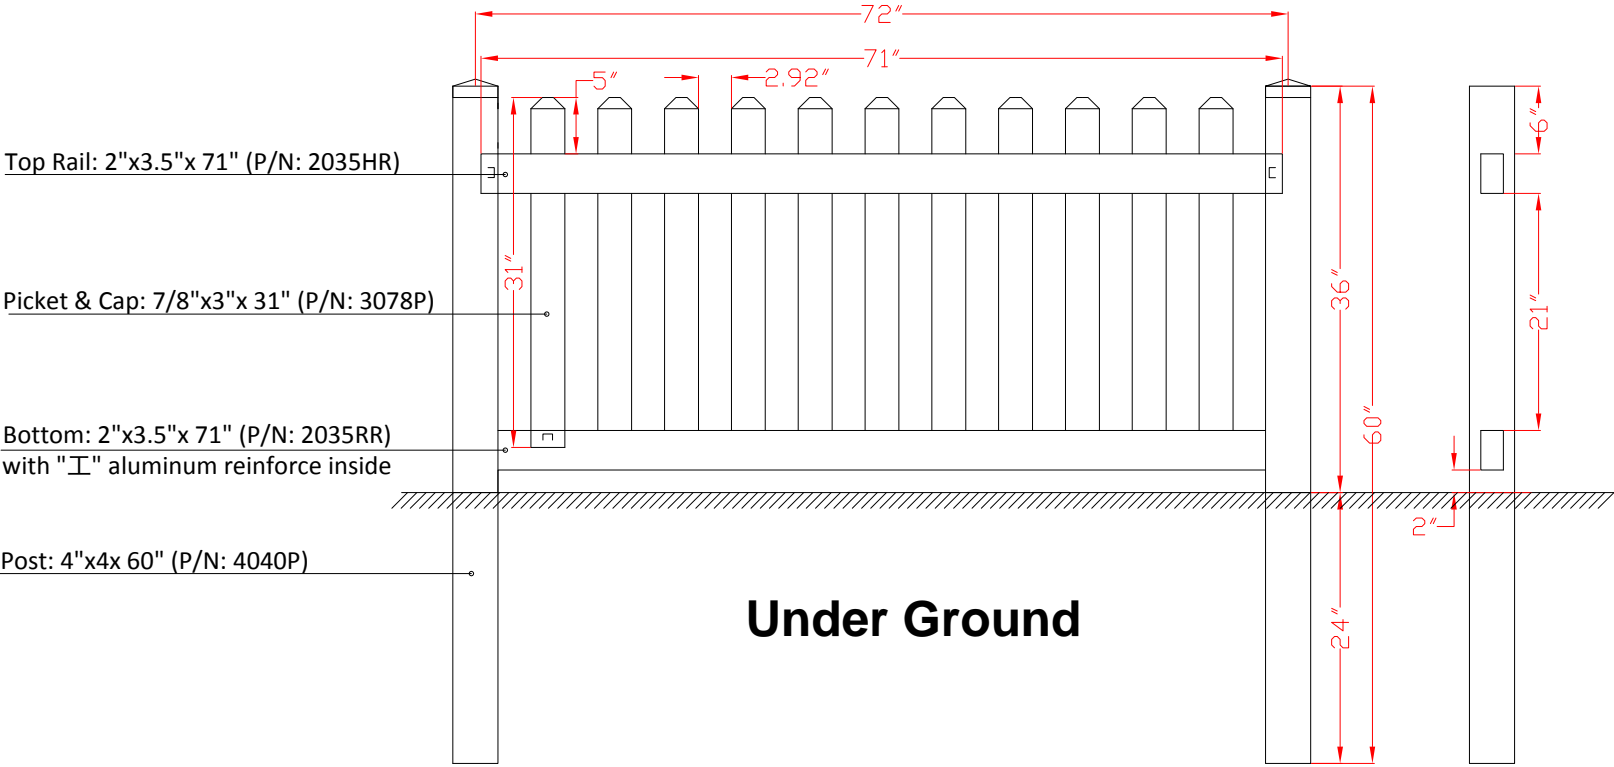 72"
71"
5"
2.92"
Top Rail: 2"x3.5"x 71" (P/N: 2035HR)
6"
31"
Picket & Cap: 7/8"x3"x 31" (P/N: 3078P)
36"
21"
Bottom: 2"x3.5"x 71" (P/N: 2035RR)
with "工" aluminum reinforce inside
60"
2"
Post: 4"x4x 60" (P/N: 4040P)
Under Ground
24"